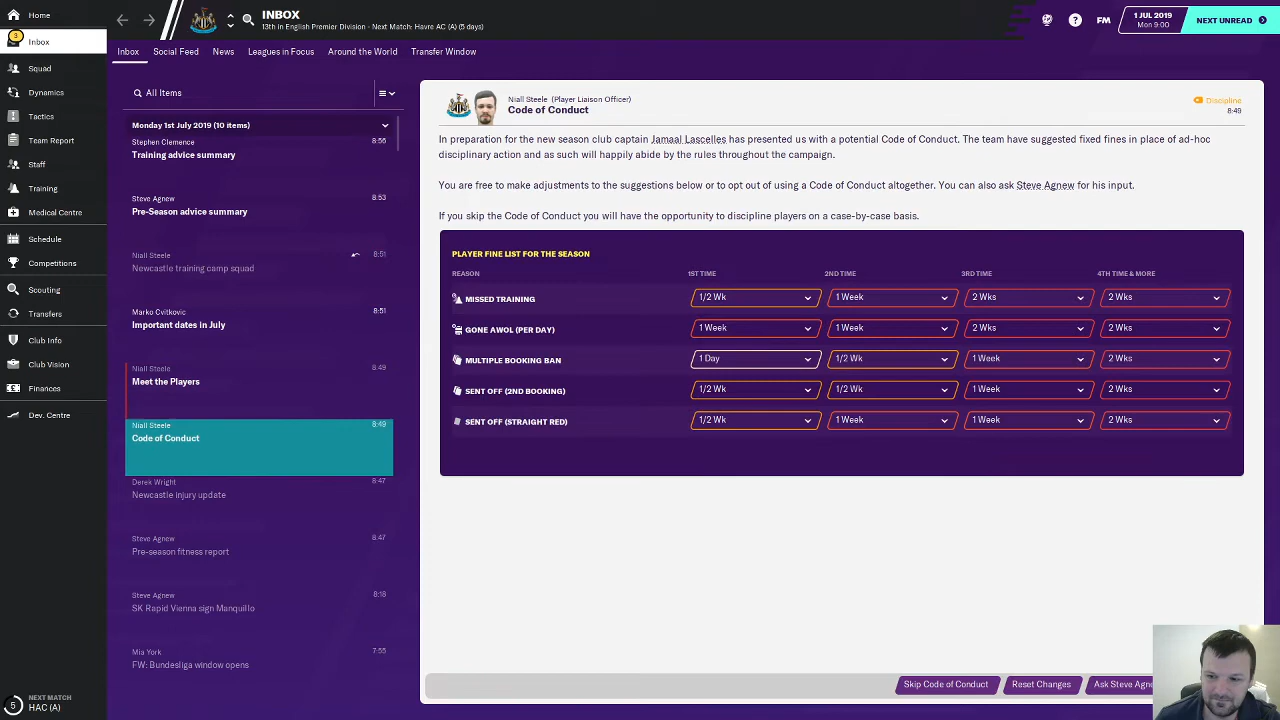 Home
INBOX
13th in English Premier Division - Next Match: Havre AC (A) (5 days)
?
FM
1 JUL 2019
Mon 9:00
NEXT UNREAD
3
Inbox
Inbox
Social Feed
News
Leagues in Focus
Around the World
Transfer Window
Squad
Dynamics
Tactics
Team Report
Staff
Training
Medical Centre
Schedule
Competitions
Scouting
Transfers
Club Info
Club Vision
Finances
Dev. Centre
5
NEXT MATCH
HAC (A)
All Items
Monday 1st July 2019 (10 items)
Stephen Clemence 8:56
Training advice summary
Steve Agnew 8:53
Pre-Season advice summary
Niall Steele 8:51
Newcastle training camp squad
Marko Cvitkovic 8:51
Important dates in July
Niall Steele 8:49
Meet the Players
Niall Steele 8:49
Code of Conduct
Derek Wright 8:47
Newcastle injury update
Steve Agnew 8:47
Pre-season fitness report
Steve Agnew 8:18
SK Rapid Vienna sign Manquillo
Mia York 7:55
FW: Bundesliga window opens
Niall Steele (Player Liaison Officer)
Code of Conduct
Discipline
8:49
In preparation for the new season club captain Jamaal Lascelles has presented us with a potential Code of Conduct. The team have suggested fixed fines in place of ad-hoc
disciplinary action and as such will happily abide by the rules throughout the campaign.
You are free to make adjustments to the suggestions below or to opt out of using a Code of Conduct altogether. You can also ask Steve Agnew for his input.
If you skip the Code of Conduct you will have the opportunity to discipline players on a case-by-case basis.
PLAYER FINE LIST FOR THE SEASON
REASON 1ST TIME 2ND TIME 3RD TIME 4TH TIME & MORE
MISSED TRAINING 1/2 Wk 1 Week 2 Wks 2 Wks
GONE AWOL (PER DAY) 1 Week 1 Week 2 Wks 2 Wks
MULTIPLE BOOKING BAN 1 Day 1/2 Wk 1 Week 2 Wks
SENT OFF (2ND BOOKING) 1/2 Wk 1/2 Wk 1 Week 2 Wks
SENT OFF (STRAIGHT RED) 1/2 Wk 1 Week 1 Week 2 Wks
Skip Code of Conduct
Reset Changes
Ask Steve Agne